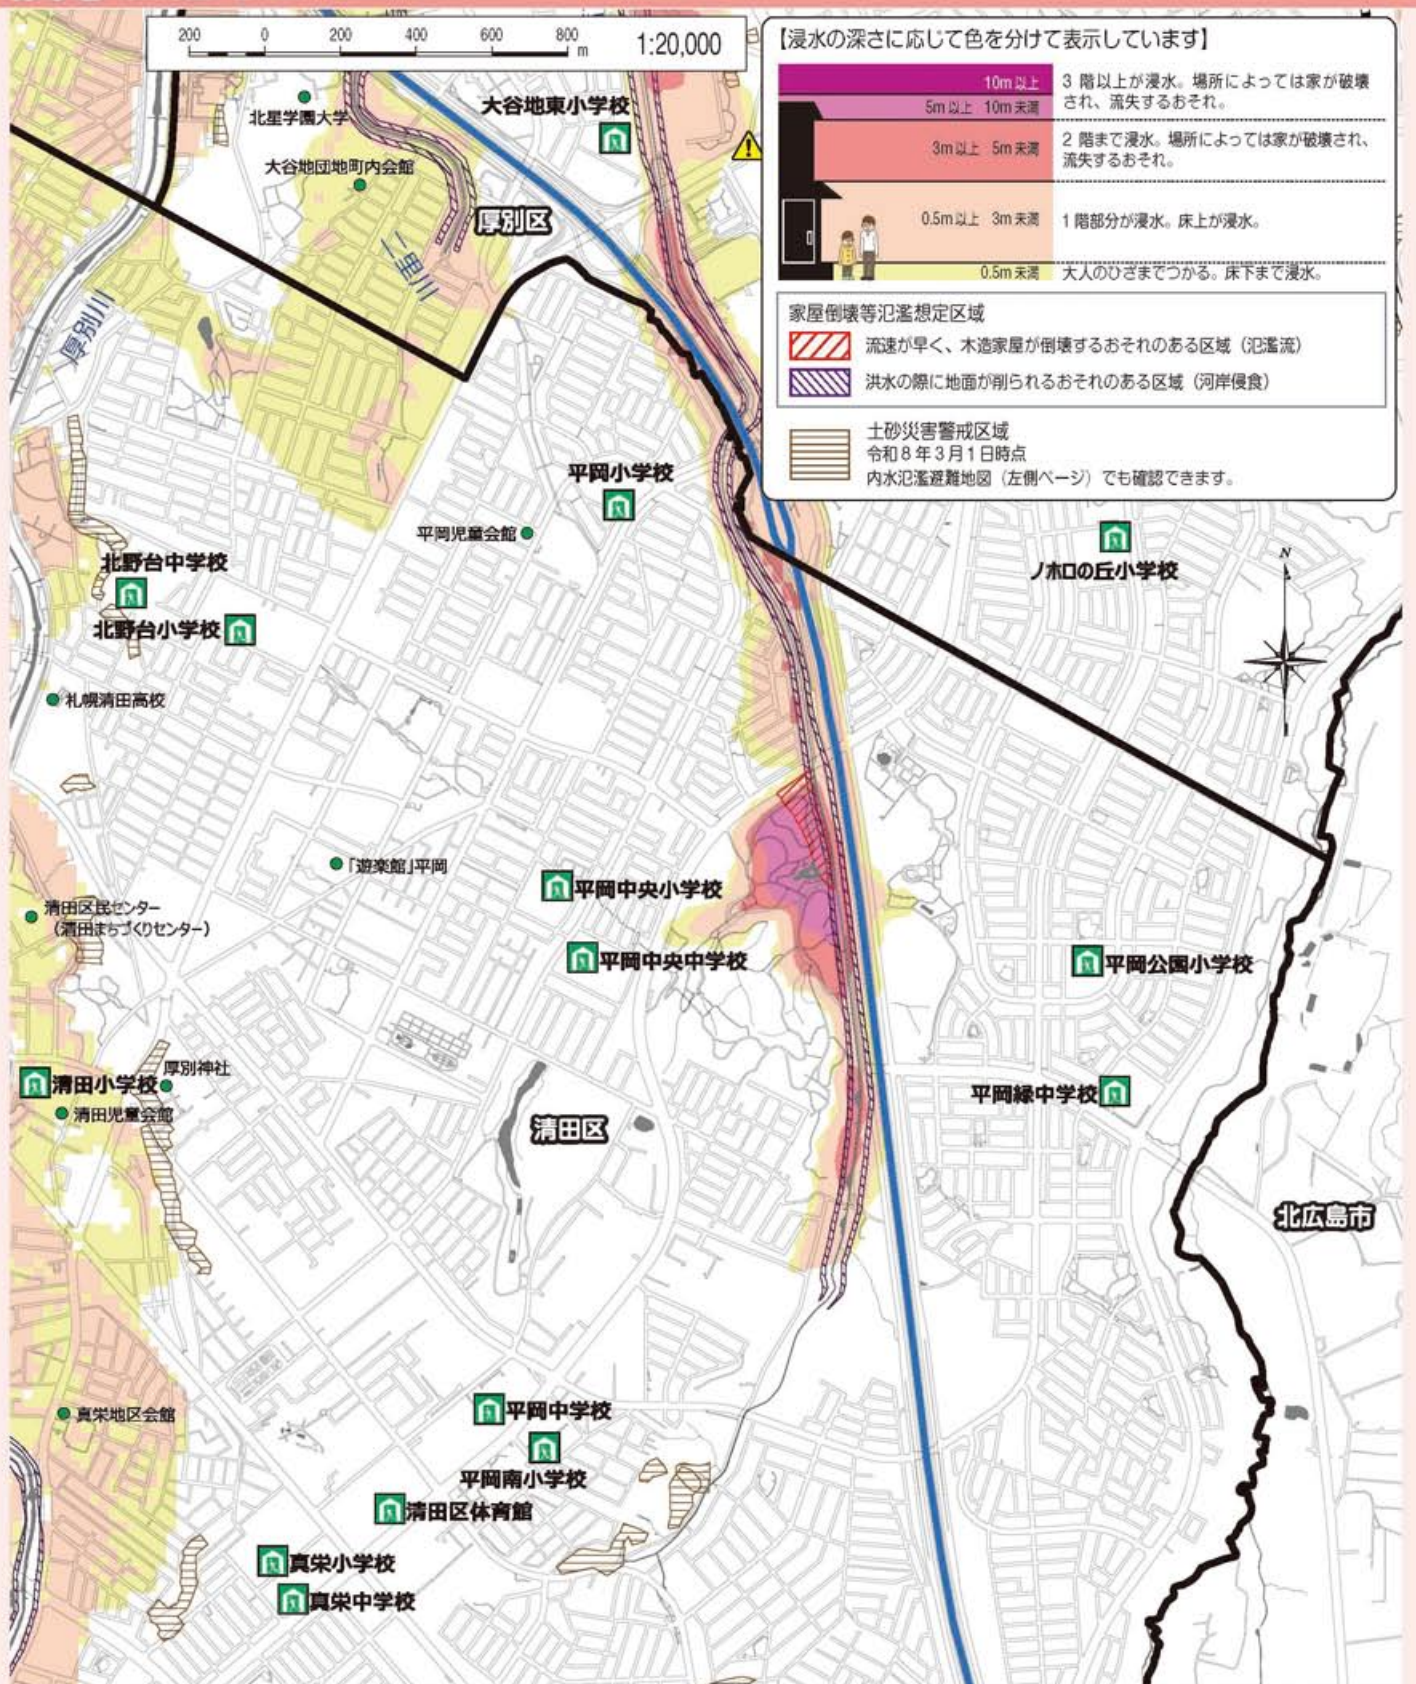 200 0 200 400 600 800 m 1:20,000
【浸水の深さに応じて色を分けて表示しています】
10m以上
5m以上 10m未満
3階以上が浸水。場所によっては家が破壊
され、流失するおそれ。
3m以上 5m未満
2階まで浸水。場所によっては家が破壊され、
流失するおそれ。
0.5m以上 3m未満
1階部分が浸水。床上が浸水。
0.5m未満
大人のひざまでつかる。床下まで浸水。
家屋倒壊等氾濫想定区域
流速が早く、木造家屋が倒壊するおそれのある区域（氾濫流）
洪水の際に地面が削られるおそれのある区域（河岸侵食）
土砂災害警戒区域
令和8年3月1日時点
内水氾濫避難地図（左側ページ）でも確認できます。
北星学園大学
大谷地東小学校
大谷地団地町内会館
厚別区
二里川
厚別川
平岡小学校
平岡児童会館
ノホロの丘小学校
N
北野台中学校
北野台小学校
札幌清田高校
「遊楽館」平岡
平岡中央小学校
清田区民センター
（清田まちづくりセンター）
平岡中央中学校
平岡公園小学校
厚別神社
清田小学校
清田児童会館
平岡緑中学校
清田区
北広島市
真栄地区会館
平岡中学校
平岡南小学校
清田区体育館
真栄小学校
真栄中学校